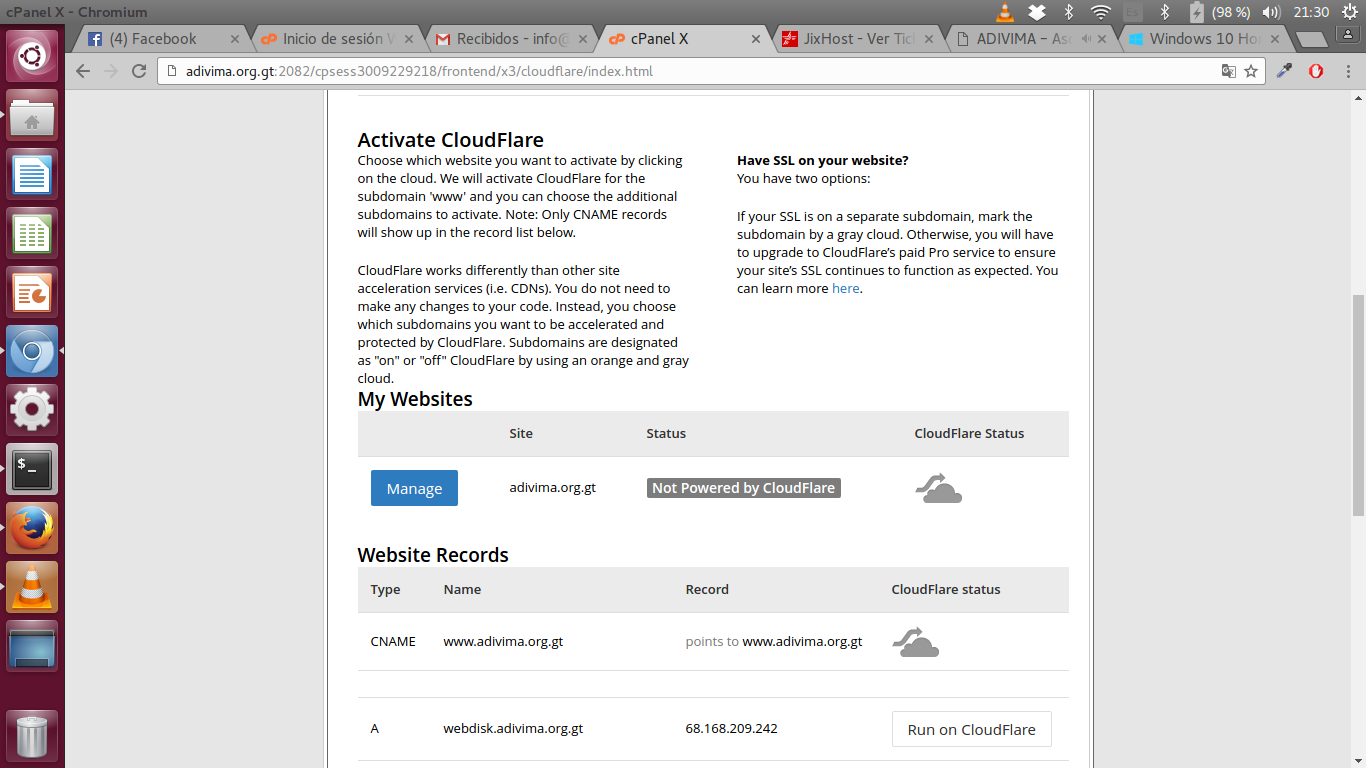 cPanel X - Chromium
Es
(98 %)
21:30
(4) Facebook
Inicio de sesión
Recibidos - info@
cPanel X
JixHost - Ver Tick
ADIVIMA – Aso
Windows 10 Ho
adivima.org.gt:2082/cpsess3009229218/frontend/x3/cloudflare/index.html
Activate CloudFlare
Choose which website you want to activate by clicking
on the cloud. We will activate CloudFlare for the
subdomain 'www' and you can choose the additional
subdomains to activate. Note: Only CNAME records
will show up in the record list below.
CloudFlare works differently than other site
acceleration services (i.e. CDNs). You do not need to
make any changes to your code. Instead, you choose
which subdomains you want to be accelerated and
protected by CloudFlare. Subdomains are designated
as "on" or "off" CloudFlare by using an orange and gray
cloud.
Have SSL on your website?
You have two options:
If your SSL is on a separate subdomain, mark the
subdomain by a gray cloud. Otherwise, you will have
to upgrade to CloudFlare’s paid Pro service to ensure
your site’s SSL continues to function as expected. You
can learn more here.
My Websites
Site Status CloudFlare Status
Manage adivima.org.gt Not Powered by CloudFlare
Website Records
Type Name Record CloudFlare status
CNAME www.adivima.org.gt points to www.adivima.org.gt
A webdisk.adivima.org.gt 68.168.209.242 Run on CloudFlare